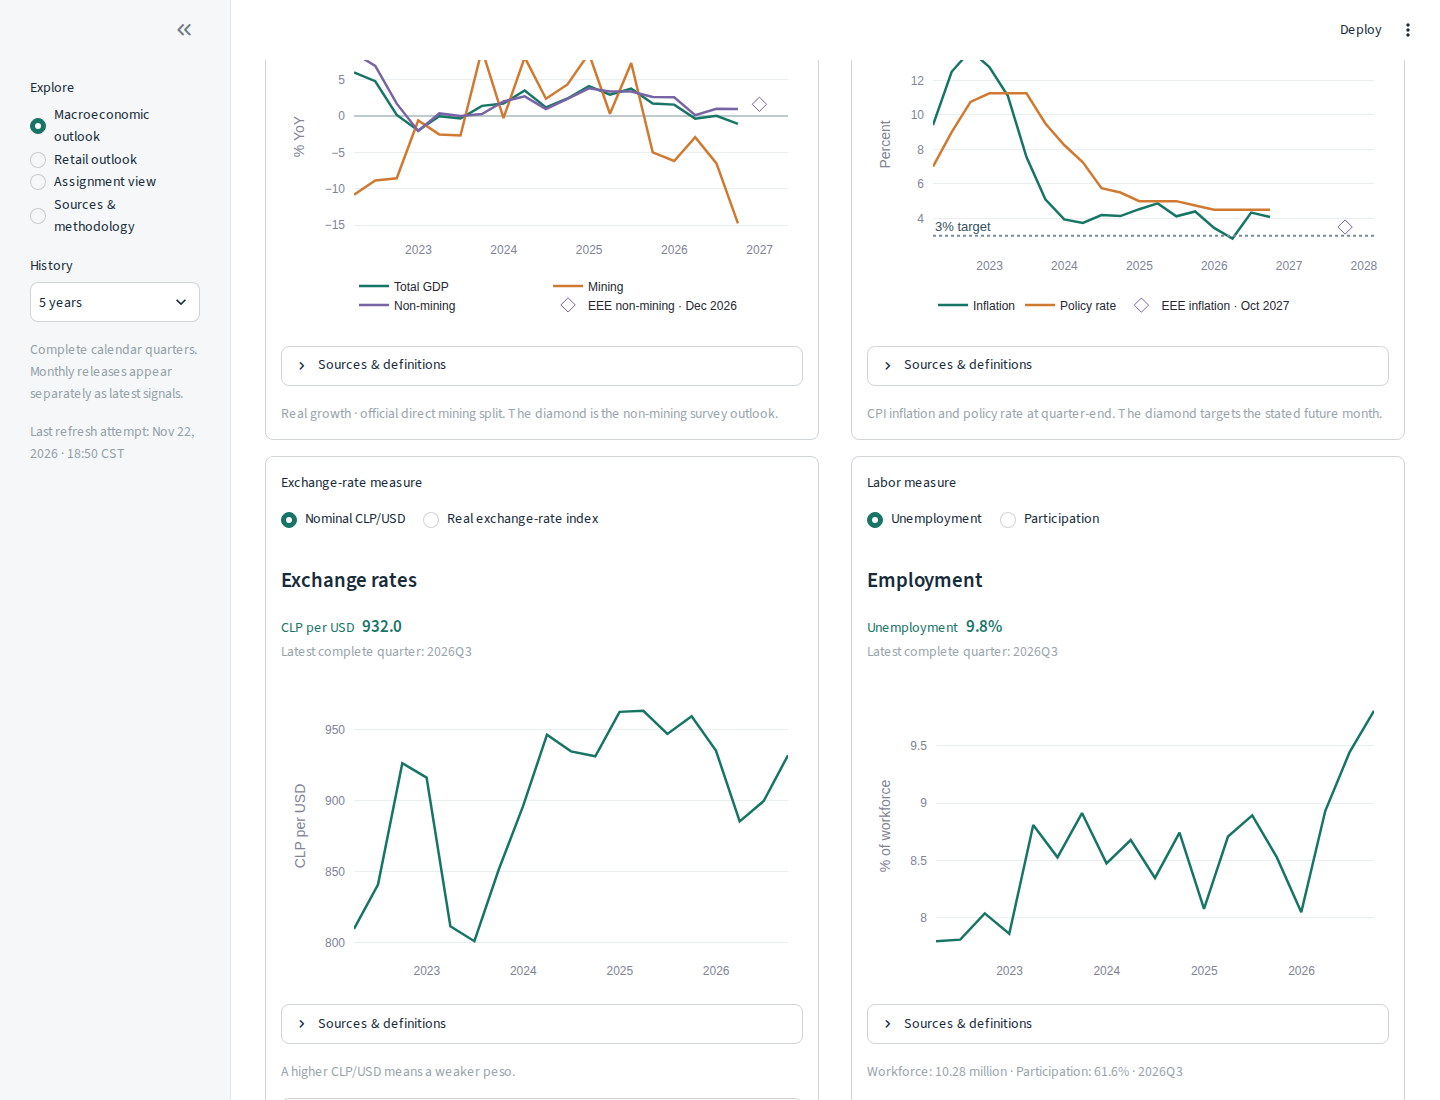 Deploy
Explore
Macroeconomic
outlook
Retail outlook
Assignment view
Sources &
methodology
History
5 years
Complete calendar quarters.
Monthly releases appear
separately as latest signals.
Last refresh attempt: Nov 22,
2026 · 18:50 CST
% YoY
5
0
−5
−10
−15
2023 2024 2025 2026 2027
Total GDP
Mining
Non-mining
EEE non-mining · Dec 2026
Sources & definitions
Real growth · official direct mining split. The diamond is the non-mining survey outlook.
Percent
12
10
8
6
4
3% target
2023 2024 2025 2026 2027 2028
Inflation
Policy rate
EEE inflation · Oct 2027
Sources & definitions
CPI inflation and policy rate at quarter-end. The diamond targets the stated future month.
Exchange-rate measure
Nominal CLP/USD
Real exchange-rate index
Exchange rates
CLP per USD 932.0
Latest complete quarter: 2026Q3
CLP per USD
950
900
850
800
2023 2024 2025 2026
Sources & definitions
A higher CLP/USD means a weaker peso.
Labor measure
Unemployment
Participation
Employment
Unemployment 9.8%
Latest complete quarter: 2026Q3
% of workforce
9.5
9
8.5
8
2023 2024 2025 2026
Sources & definitions
Workforce: 10.28 million · Participation: 61.6% · 2026Q3